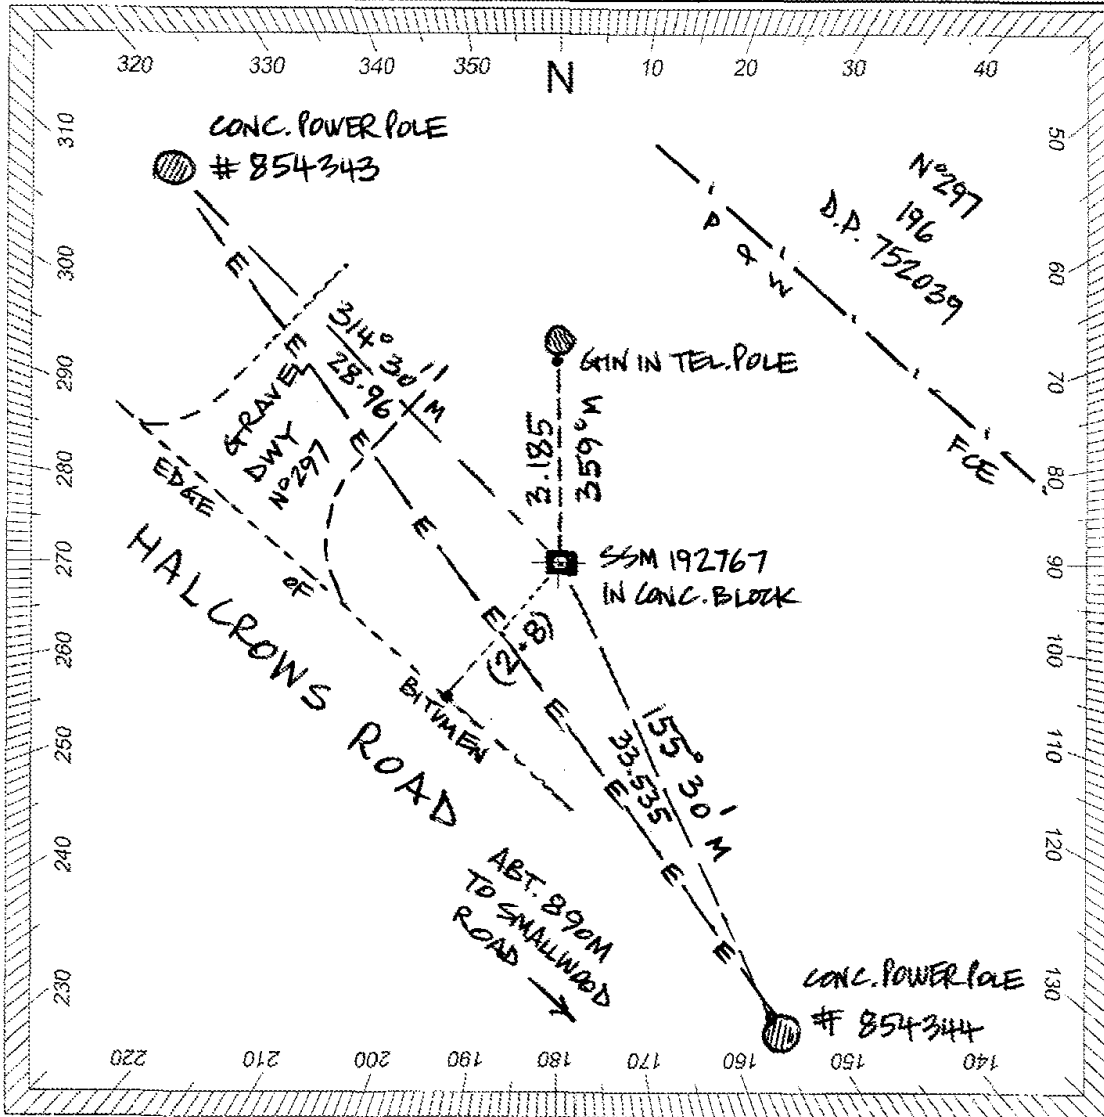 320 330 340 350 N 10 20 30 40
310 300 290 280 270 260 250 240 230
50 60 70 80 90 100 110 120 130
220 210 200 190 180 170 160 150 140
CONC. POWER POLE
# 854343
N° 297
196
D.P. 752039
P & W
FCE
314° 30' M
28.96
GRAVEL
DWY
N° 297
GHN IN TEL. POLE
3.185
359° M
EDGE
OF
BITUMEN
SSM 192767
IN CONC. BLOCK
(2.8)
HALCROWS ROAD
E E E E E E E E E
155° 30' M
33.535
ABT. 890M
TO SMALLWOOD
ROAD
CONC. POWER POLE
# 854344